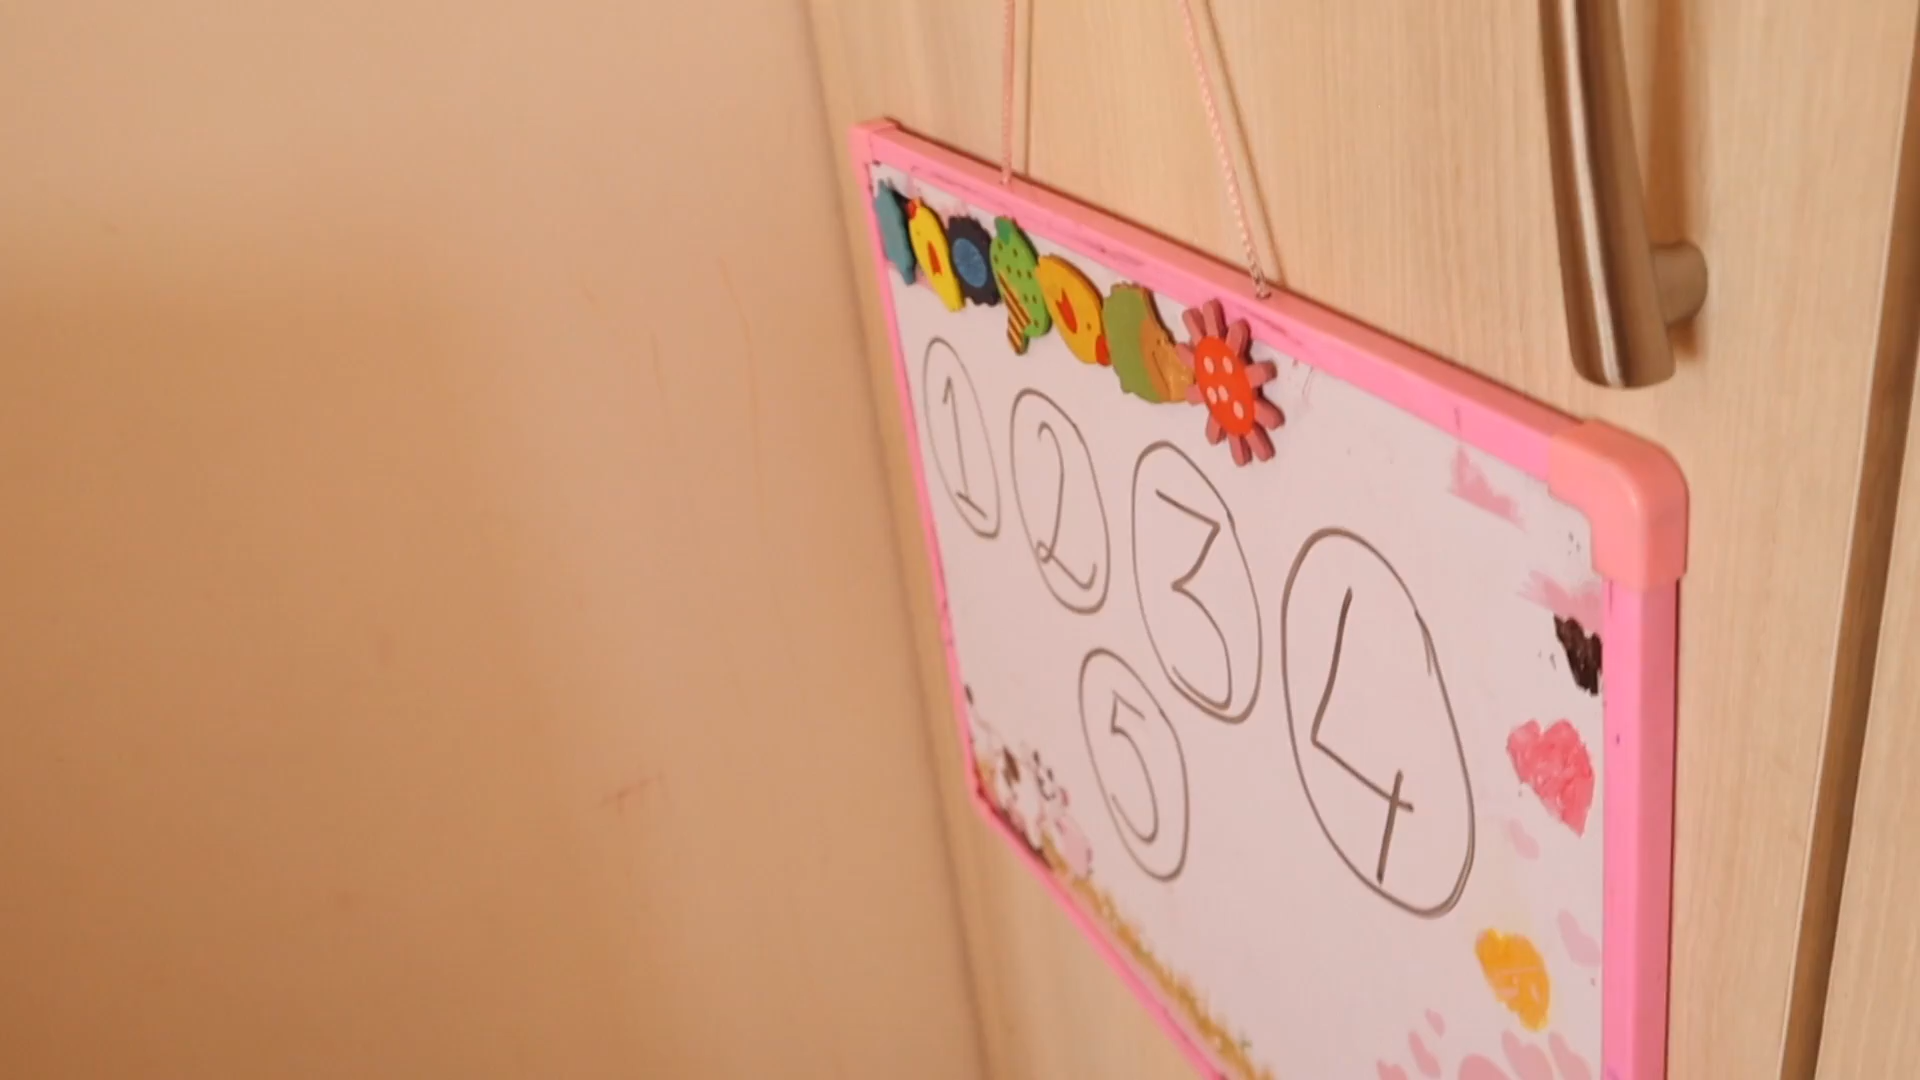 ① ② ③ ④
⑤